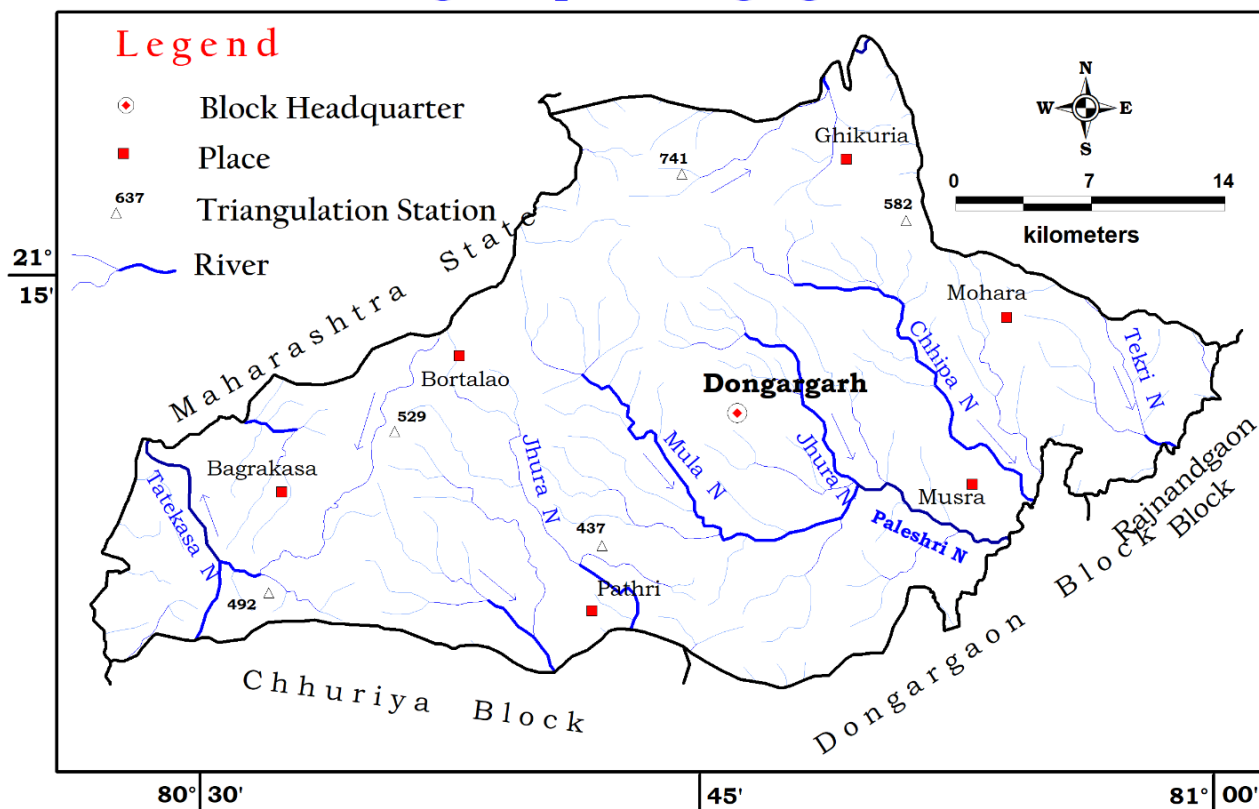 Legend
Block Headquarter
Place
637
Triangulation Station
River
N
W E
S
0 7 14
kilometers
Ghikuria
741
582
21°
15'
Maharashtra State
Mohara
Chhipa N
Tekri N
Bortalao
Dongargarh
529
Jhura N
Mula N
Jhura N
Bagrakasa
Tatekasa N
Musra
Paleshri N
437
Pathri
492
Rajnandgaon
Block
Dongargaon Block
Chhuriya Block
80° 30' 45' 81° 00'